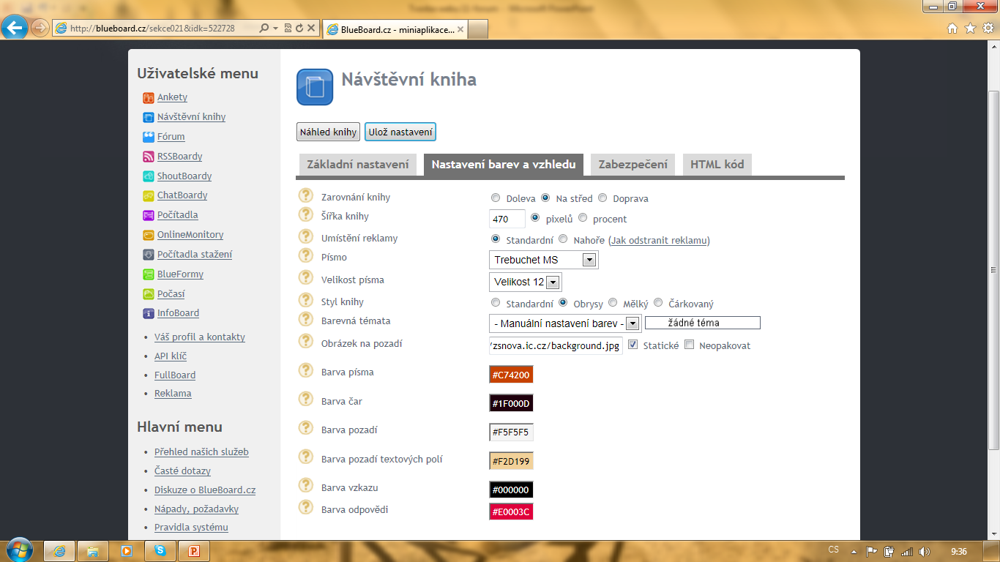 http://blueboard.cz/sekce021&idk=522728
BlueBoard.cz - miniaplikace...
Uživatelské menu
Ankety
Návštěvní knihy
Fórum
RSSBoardy
ShoutBoardy
ChatBoardy
Počítadla
OnlineMonitory
Počítadla stažení
BlueFormy
Počasí
InfoBoard
Váš profil a kontakty
API klíč
FullBoard
Reklama
Hlavní menu
Přehled našich služeb
Časté dotazy
Diskuze o BlueBoard.cz
Nápady, požadavky
Pravidla systému
Návštěvní kniha
Náhled knihy Ulož nastavení
Základní nastavení Nastavení barev a vzhledu Zabezpečení HTML kód
Zarovnání knihy Doleva Na střed Doprava
Šířka knihy 470 pixelů procent
Umístění reklamy Standardní Nahoře (Jak odstranit reklamu)
Písmo Trebuchet MS
Velikost písma Velikost 12
Styl knihy Standardní Obrysy Mělký Čárkovaný
Barevná témata - Manuální nastavení barev - žádné téma
Obrázek na pozadí /zsnova.ic.cz/background.jpg Statické Neopakovat
Barva písma #C74200
Barva čar #1F000D
Barva pozadí #F5F5F5
Barva pozadí textových polí #F2D199
Barva vzkazu #000000
Barva odpovědi #E0003C
CS 9:36